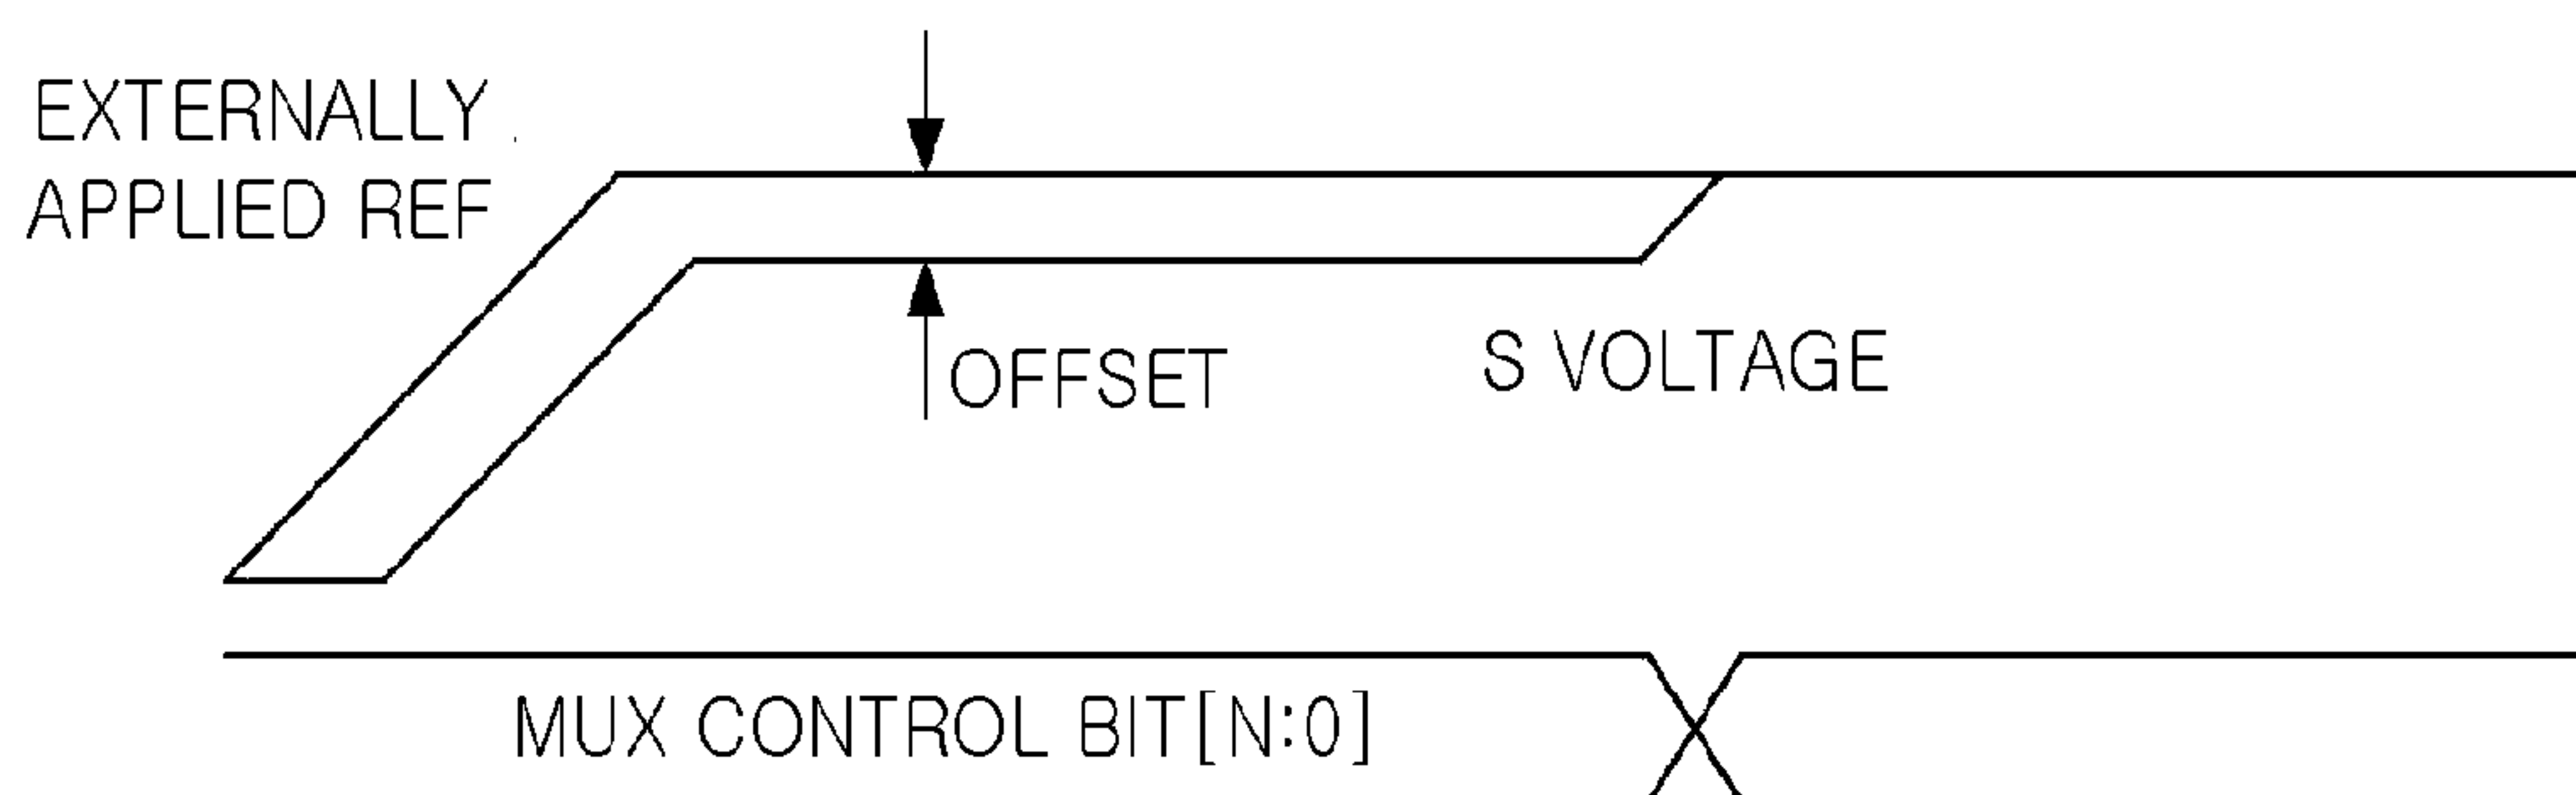 EXTERNALLY
APPLIED REF
OFFSET
S VOLTAGE
MUX CONTROL BIT[N:0]